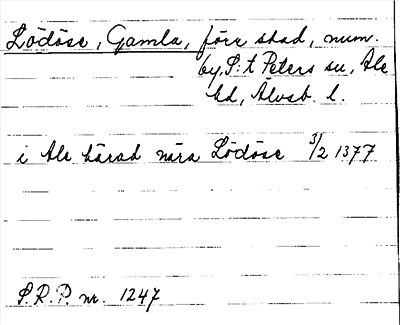 Lödöse, Gamla, förr stad, num.
by, S:t Peters sn, Ale
hd, Älvsb. l.
i Ale härad nära Lödöse 3/2 1377
S.R.P. nr. 1247